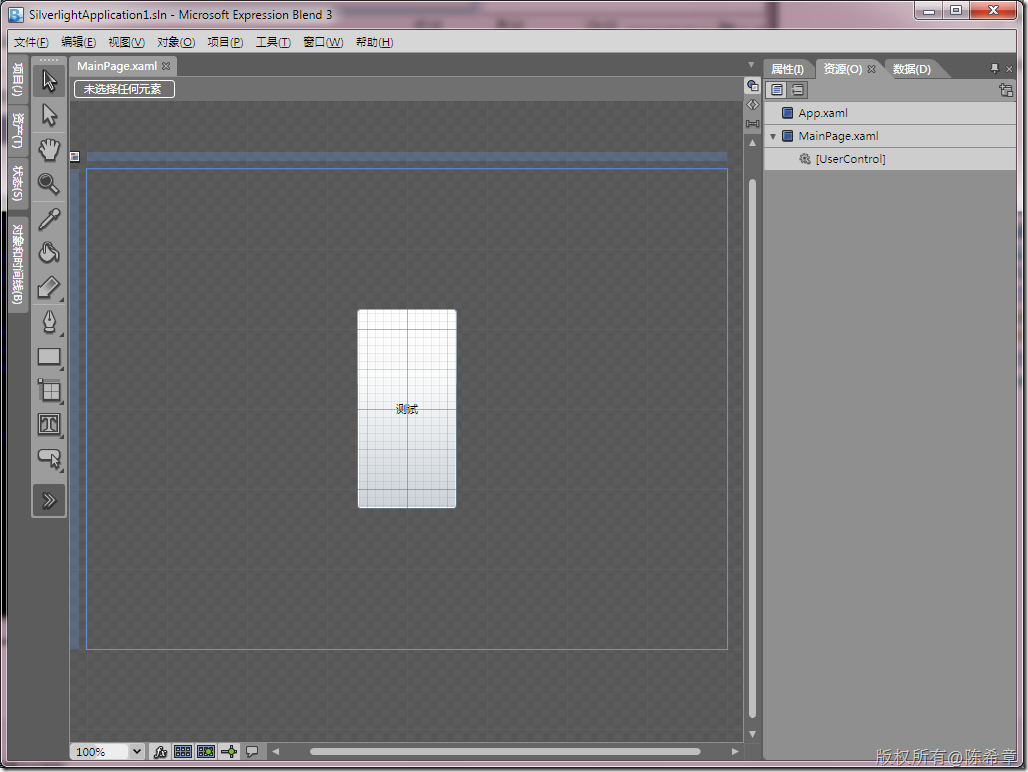 SilverlightApplication1.sln - Microsoft Expression Blend 3
文件(F) 编辑(E) 视图(V) 对象(O) 项目(P) 工具(T) 窗口(W) 帮助(H)
项目(J)
资产(T)
状态(S)
对象和时间线(B)
MainPage.xaml
未选择任何元素
测试
100%
属性(I) 资源(O) 数据(D)
App.xaml
MainPage.xaml
[UserControl]
版权所有@陈希章